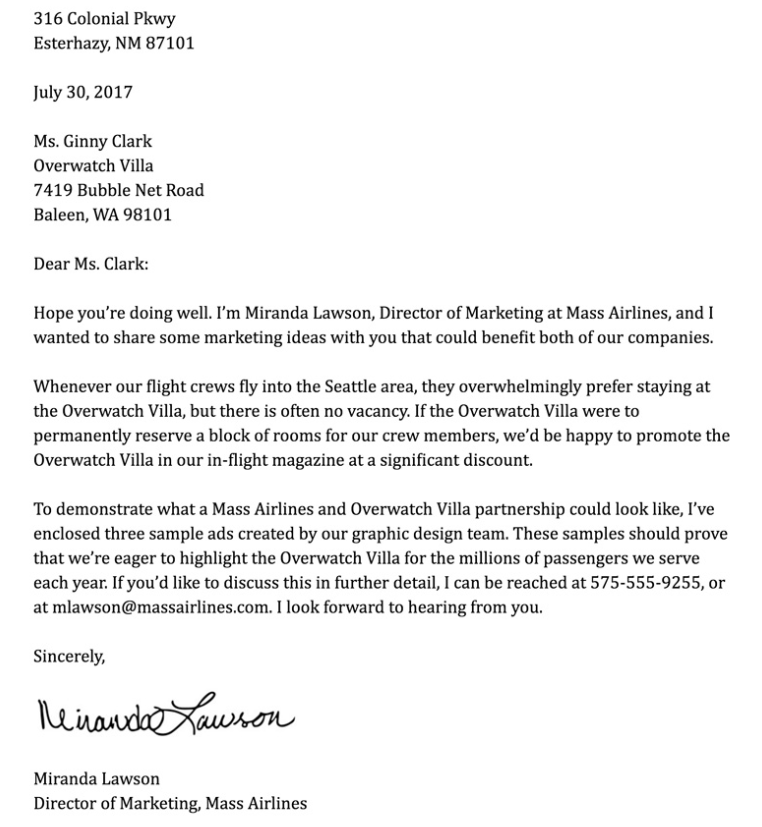 316 Colonial Pkwy
Esterhazy, NM 87101
July 30, 2017
Ms. Ginny Clark
Overwatch Villa
7419 Bubble Net Road
Baleen, WA 98101
Dear Ms. Clark:
Hope you’re doing well. I’m Miranda Lawson, Director of Marketing at Mass Airlines, and I
wanted to share some marketing ideas with you that could benefit both of our companies.
Whenever our flight crews fly into the Seattle area, they overwhelmingly prefer staying at
the Overwatch Villa, but there is often no vacancy. If the Overwatch Villa were to
permanently reserve a block of rooms for our crew members, we’d be happy to promote the
Overwatch Villa in our in-flight magazine at a significant discount.
To demonstrate what a Mass Airlines and Overwatch Villa partnership could look like, I’ve
enclosed three sample ads created by our graphic design team. These samples should prove
that we’re eager to highlight the Overwatch Villa for the millions of passengers we serve
each year. If you’d like to discuss this in further detail, I can be reached at 575-555-9255, or
at mlawson@massairlines.com. I look forward to hearing from you.
Sincerely,
Miranda Lawson
Miranda Lawson
Director of Marketing, Mass Airlines